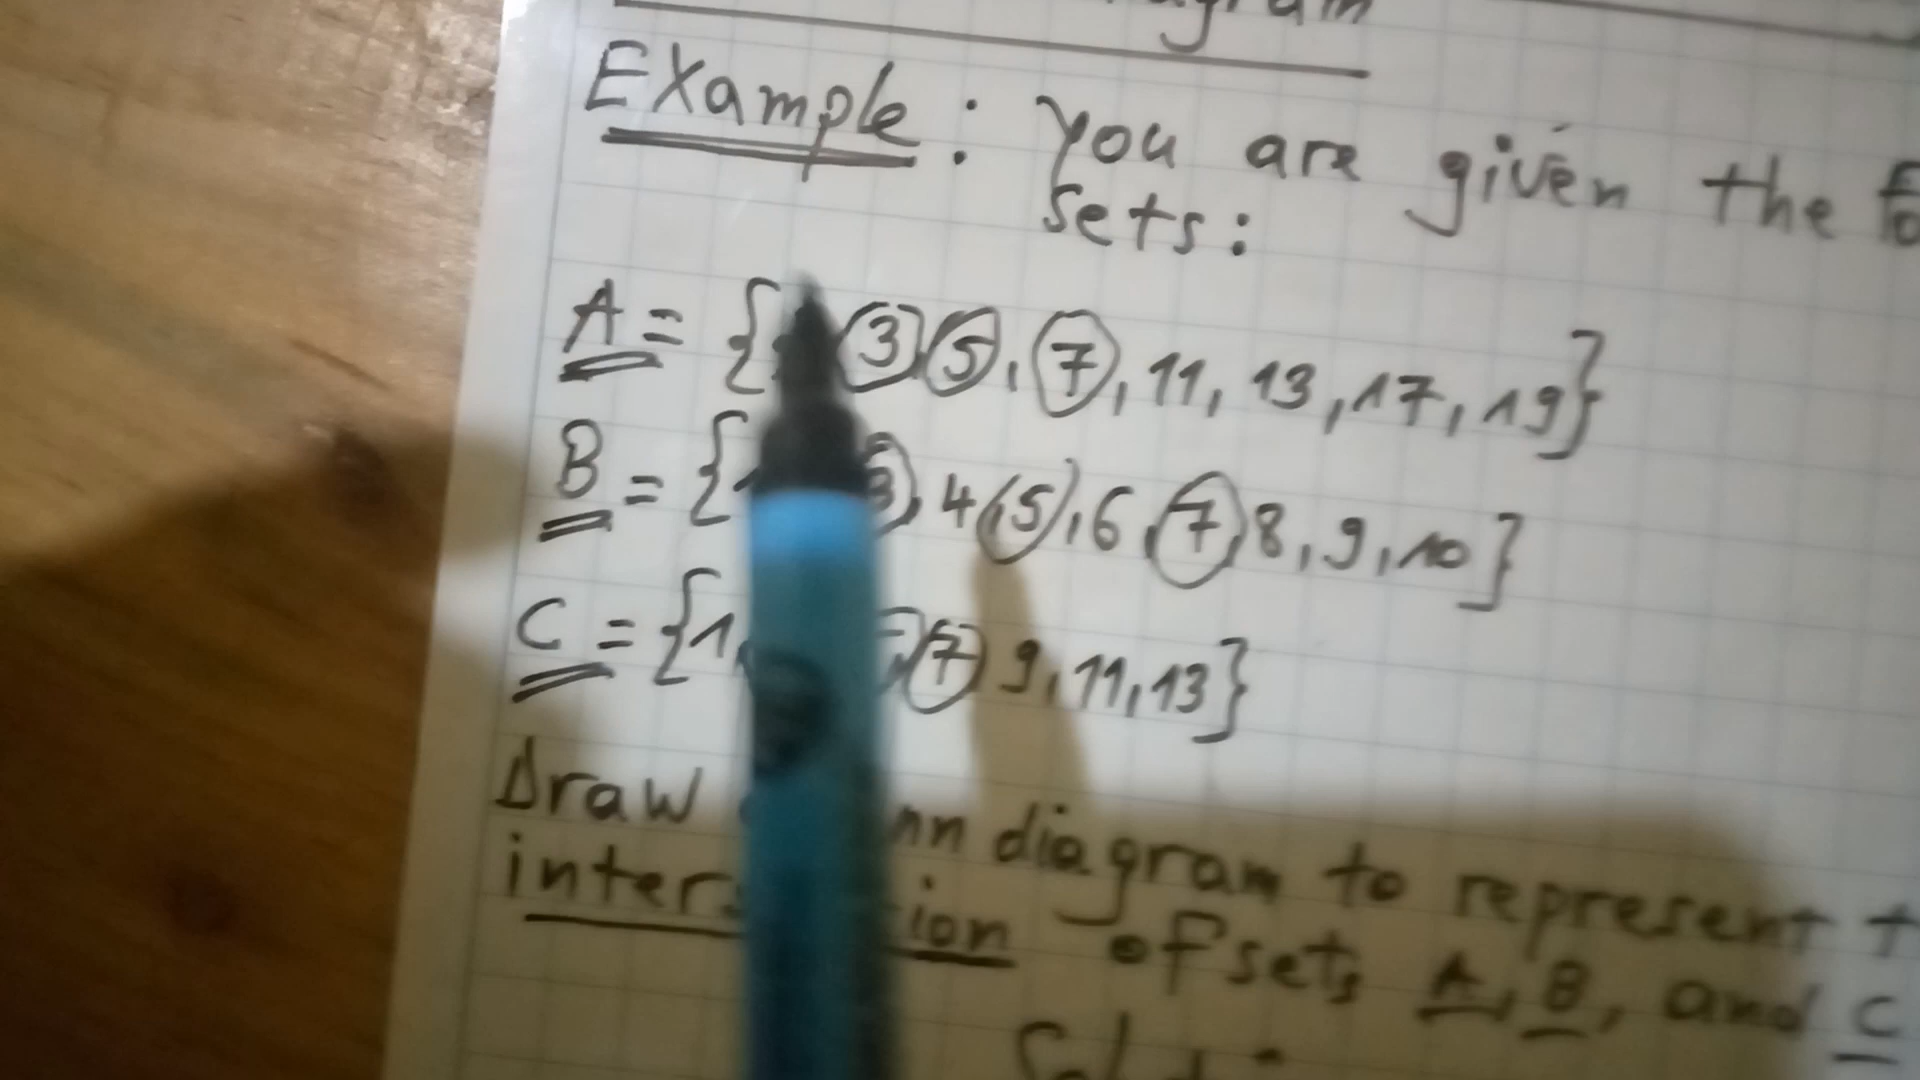 Example: you are given the
sets:
A = { 3, 5, 7, 11, 13, 17, 19}
B = { 3, 4, 5, 6, 7, 8, 9, 10}
C = {1, 7, 9, 11, 13}
Draw diagram to represent
of sets A, B, and C